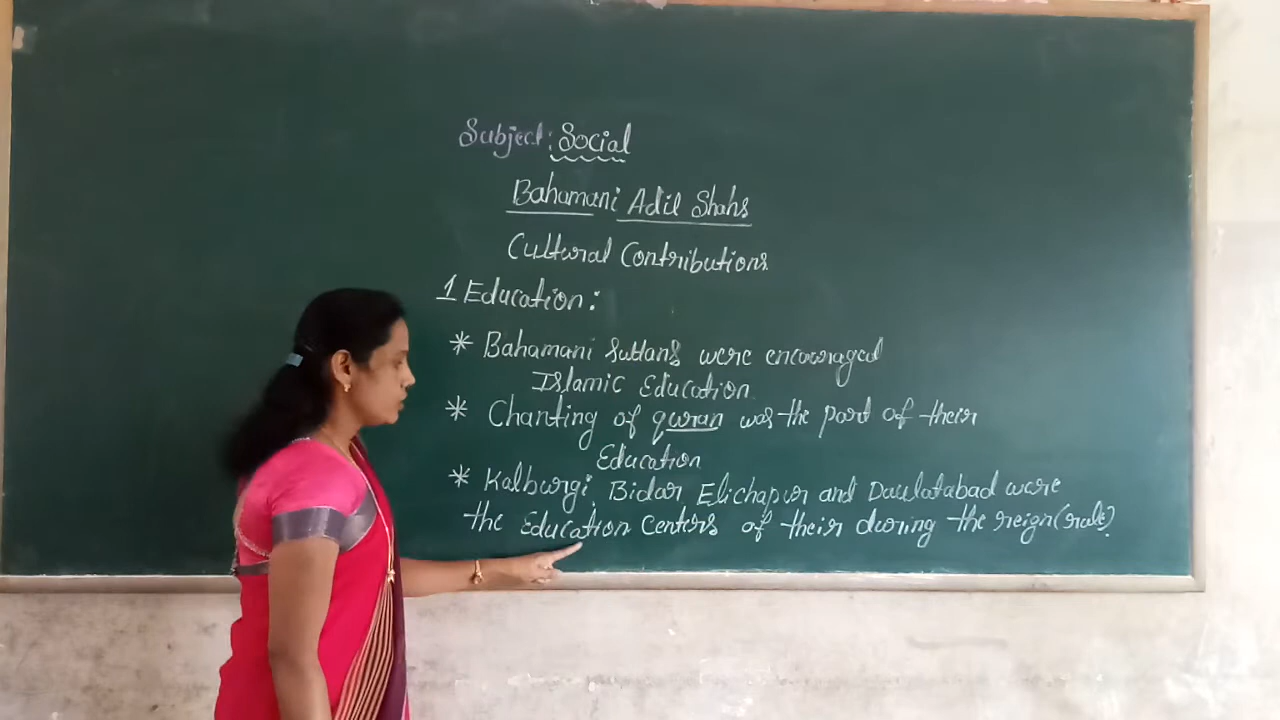 Subject: Social
Bahamani Adil Shahs
Cultural Contributions
1 Education:
* Bahamani Sultans were encouraged
Islamic Education
* Chanting of quran was the part of their
Education
* Kalburgi, Bidar, Elichapur and Daulatabad were
the Education Centers of their during the reign (rule).